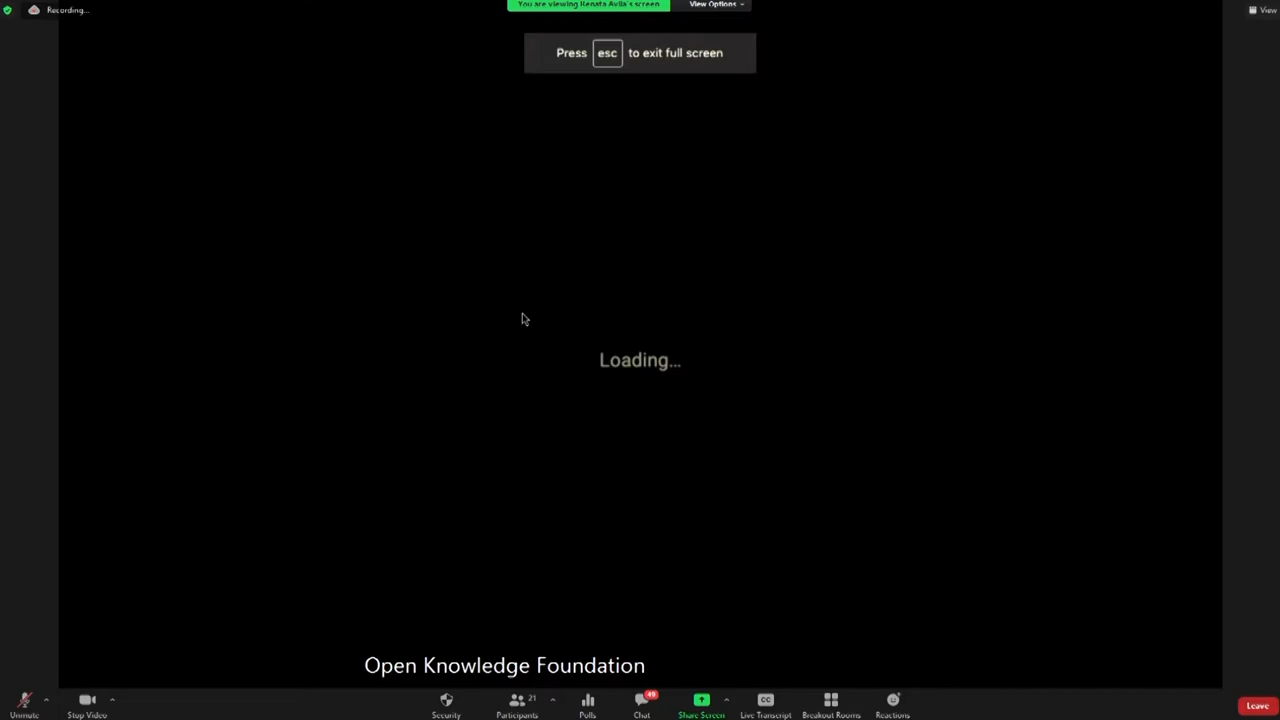 Recording...
You are viewing Renata Avila's screen
View Options
View
Press esc to exit full screen
Loading...
Open Knowledge Foundation
Unmute
Stop Video
Security
Participants
21
Polls
Chat
49
Share Screen
CC
Live Transcript
Breakout Rooms
Reactions
Leave